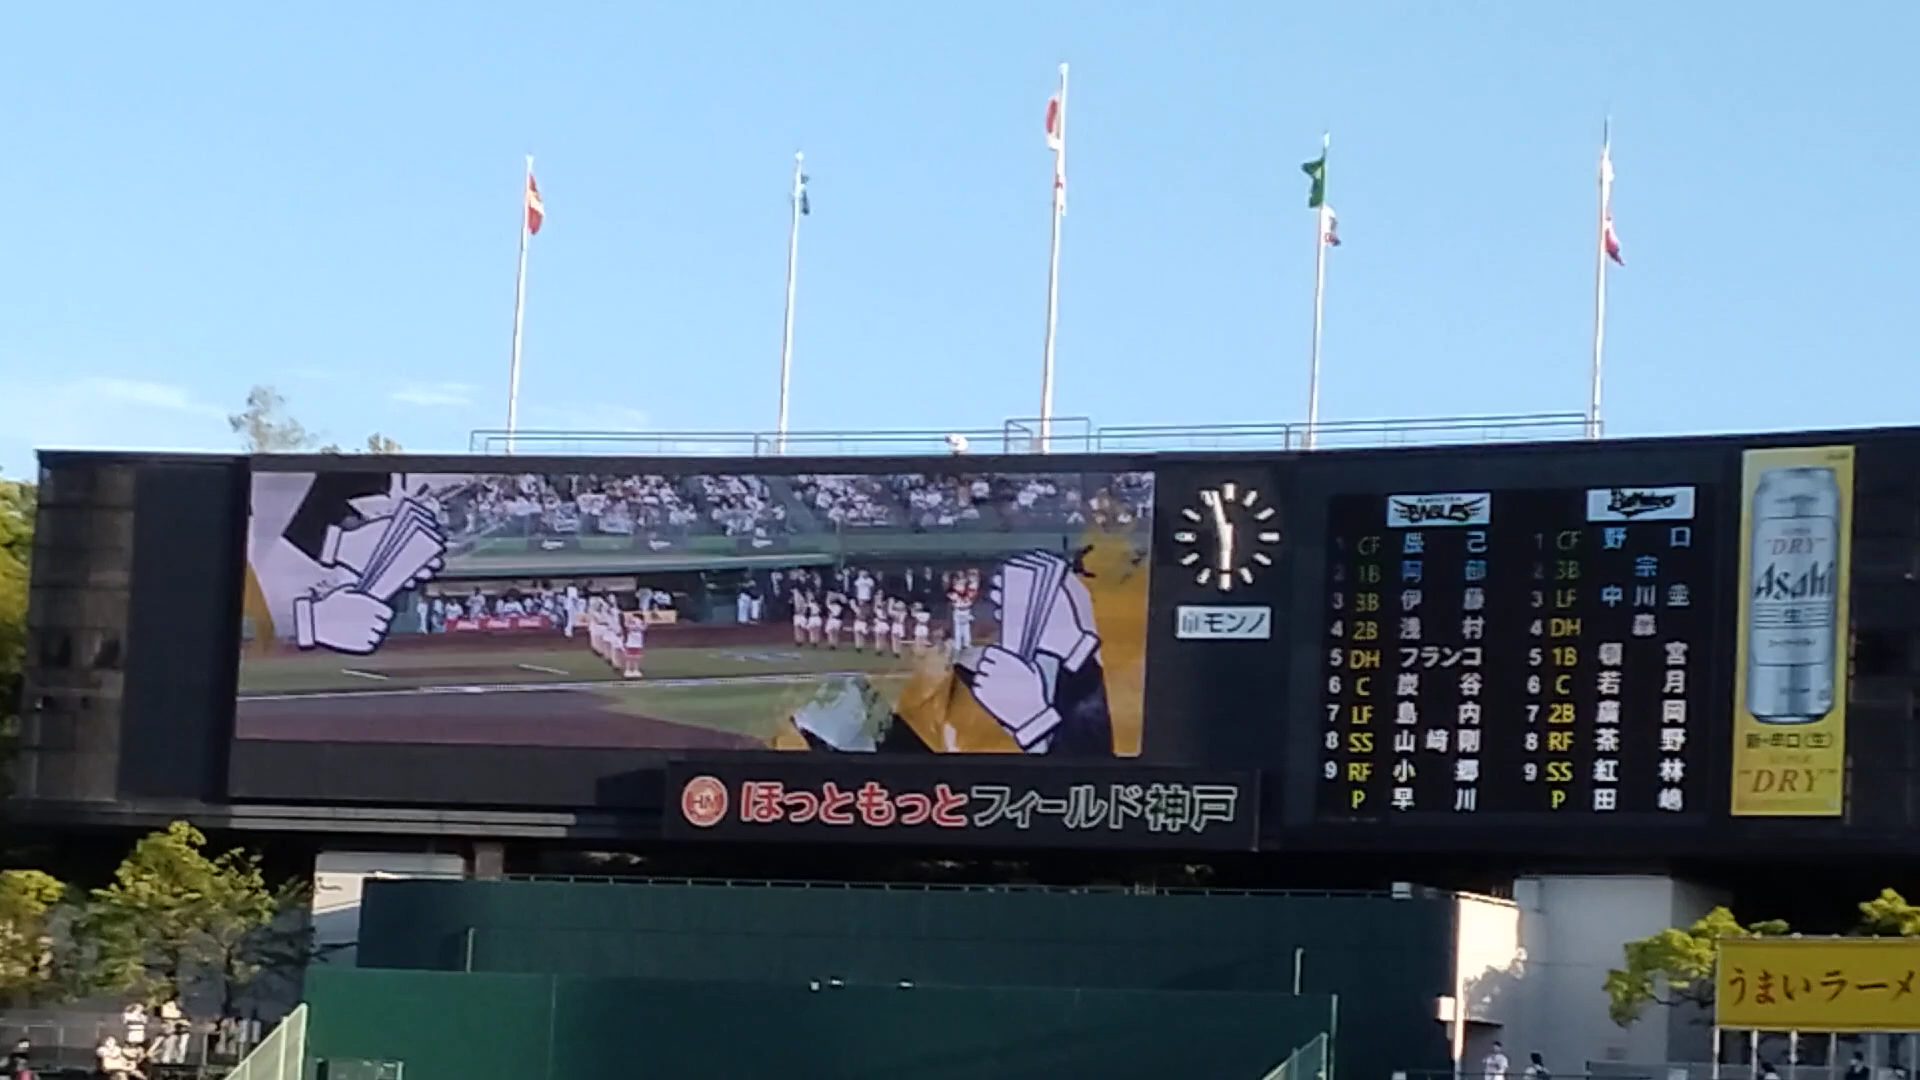 EAGLES
Buffaloes
1 CF 辰己 1 CF 野口
2 1B 阿部 2 3B 宗
3 3B 伊藤 3 LF 中川圭
4 2B 浅村 4 DH 森
5 DH フランコ 5 1B 頓宮
6 C 炭谷 6 C 若月
7 LF 島内 7 2B 廣岡
8 SS 山﨑剛 8 RF 茶野
9 RF 小郷 9 SS 紅林
P 早川 P 田嶋
モンノ
HM ほっともっとフィールド神戸
"DRY"
Asahi
生
辛口〈生〉
"DRY"
うまいラーメ